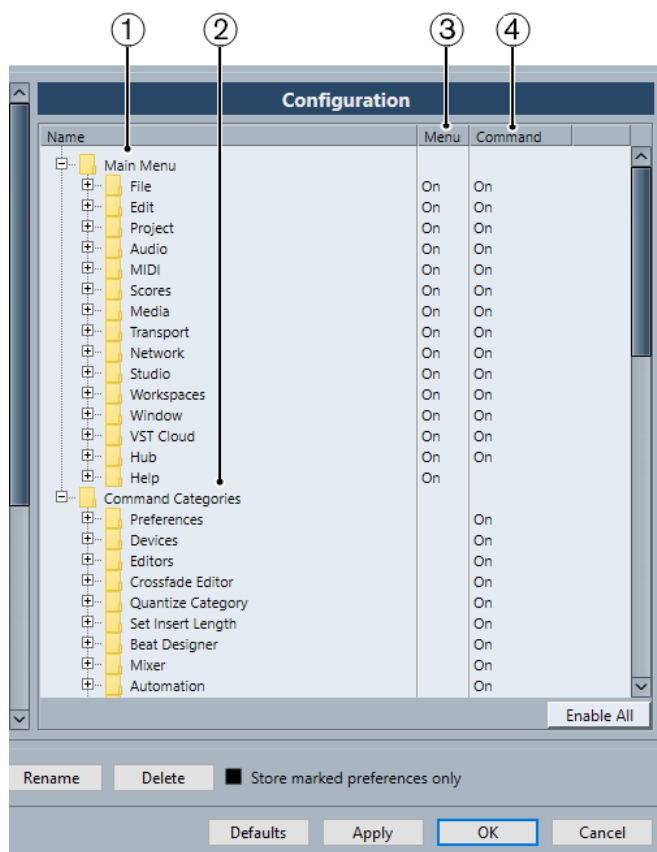 1 2 3 4
Configuration
Name Menu Command
Main Menu
File On On
Edit On On
Project On On
Audio On On
MIDI On On
Scores On On
Media On On
Transport On On
Network On On
Studio On On
Workspaces On On
Window On On
VST Cloud On On
Hub On On
Help On
Command Categories
Preferences On
Devices On
Editors On
Crossfade Editor On
Quantize Category On
Set Insert Length On
Beat Designer On
Mixer On
Automation On
Enable All
Rename Delete Store marked preferences only
Defaults Apply OK Cancel